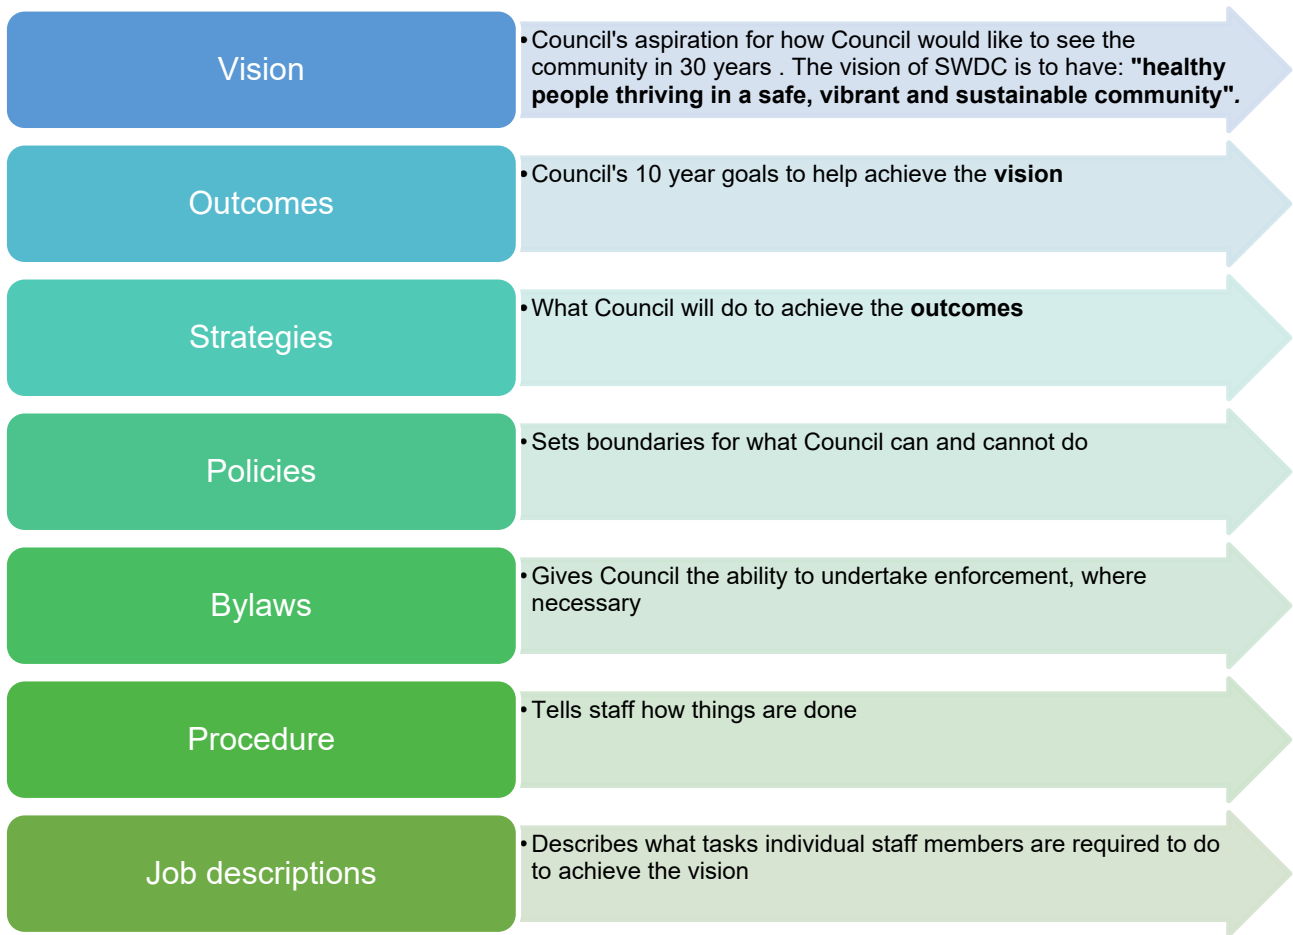 Vision
• Council's aspiration for how Council would like to see the
community in 30 years . The vision of SWDC is to have: "healthy
people thriving in a safe, vibrant and sustainable community".
Outcomes
• Council's 10 year goals to help achieve the vision
Strategies
• What Council will do to achieve the outcomes
Policies
• Sets boundaries for what Council can and cannot do
Bylaws
• Gives Council the ability to undertake enforcement, where
necessary
Procedure
• Tells staff how things are done
Job descriptions
• Describes what tasks individual staff members are required to do
to achieve the vision